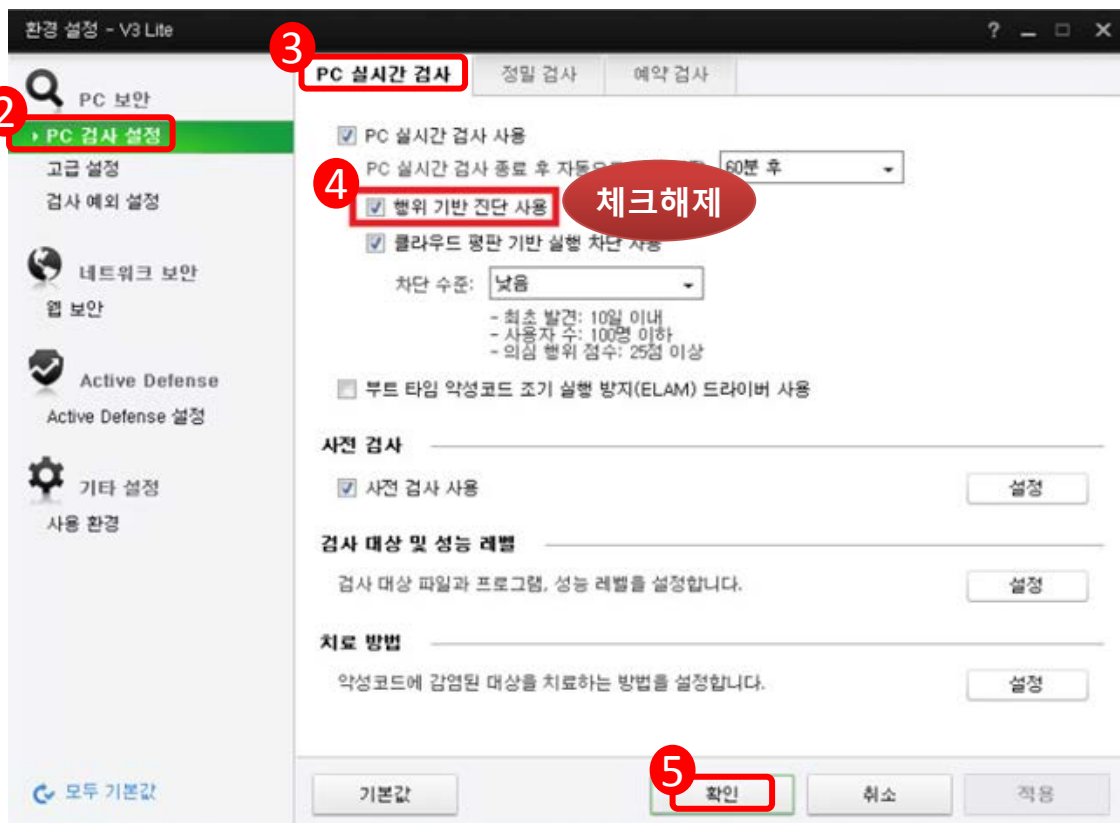 환경 설정 - V3 Lite
?
3
PC 실시간 검사 정밀 검사 예약 검사
PC 보안
2
PC 검사 설정
고급 설정
검사 예외 설정
네트워크 보안
웹 보안
Active Defense
Active Defense 설정
기타 설정
사용 환경
모두 기본값
PC 실시간 검사 사용
PC 실시간 검사 종료 후 60분 후
4
행위 기반 진단 사용
체크해제
클라우드 평판 기반 실행 차단 사용
차단 수준: 낮음
- 최초 발견: 10일 이내
- 사용자 수: 100명 이하
- 의심 행위 점수: 25점 이상
부트 타임 악성코드 조기 실행 방지(ELAM) 드라이버 사용
사전 검사
사전 검사 사용 설정
검사 대상 및 성능 레벨
검사 대상 파일과 프로그램, 성능 레벨을 설정합니다. 설정
치료 방법
악성코드에 감염된 대상을 치료하는 방법을 설정합니다. 설정
5
기본값 확인 취소 적용